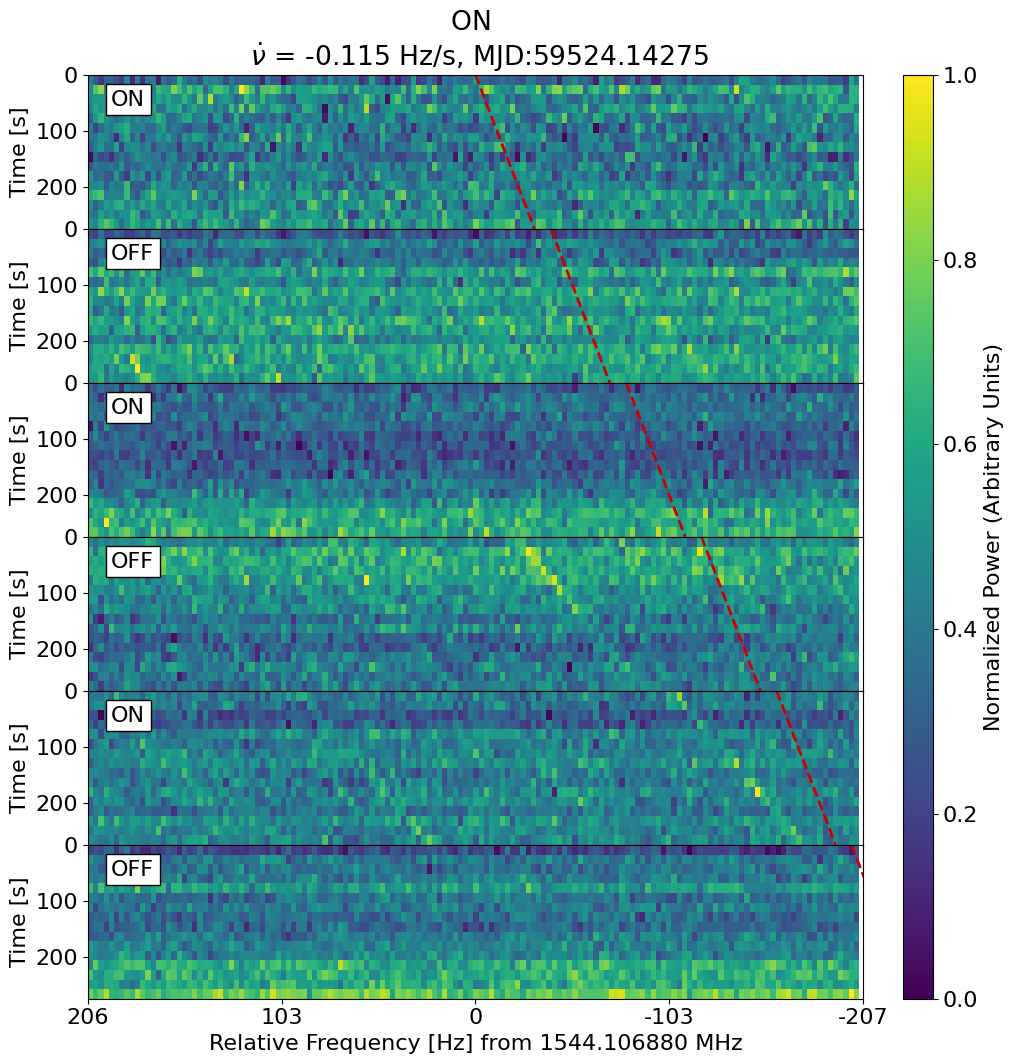 ON
ν̇ = -0.115 Hz/s, MJD:59524.14275
0
100
200
Time [s]
ON
0
100
200
Time [s]
OFF
0
100
200
Time [s]
ON
0
100
200
Time [s]
OFF
0
100
200
Time [s]
ON
0
100
200
Time [s]
OFF
206 103 0 -103 -207
Relative Frequency [Hz] from 1544.106880 MHz
1.0
0.8
0.6
0.4
0.2
0.0
Normalized Power (Arbitrary Units)